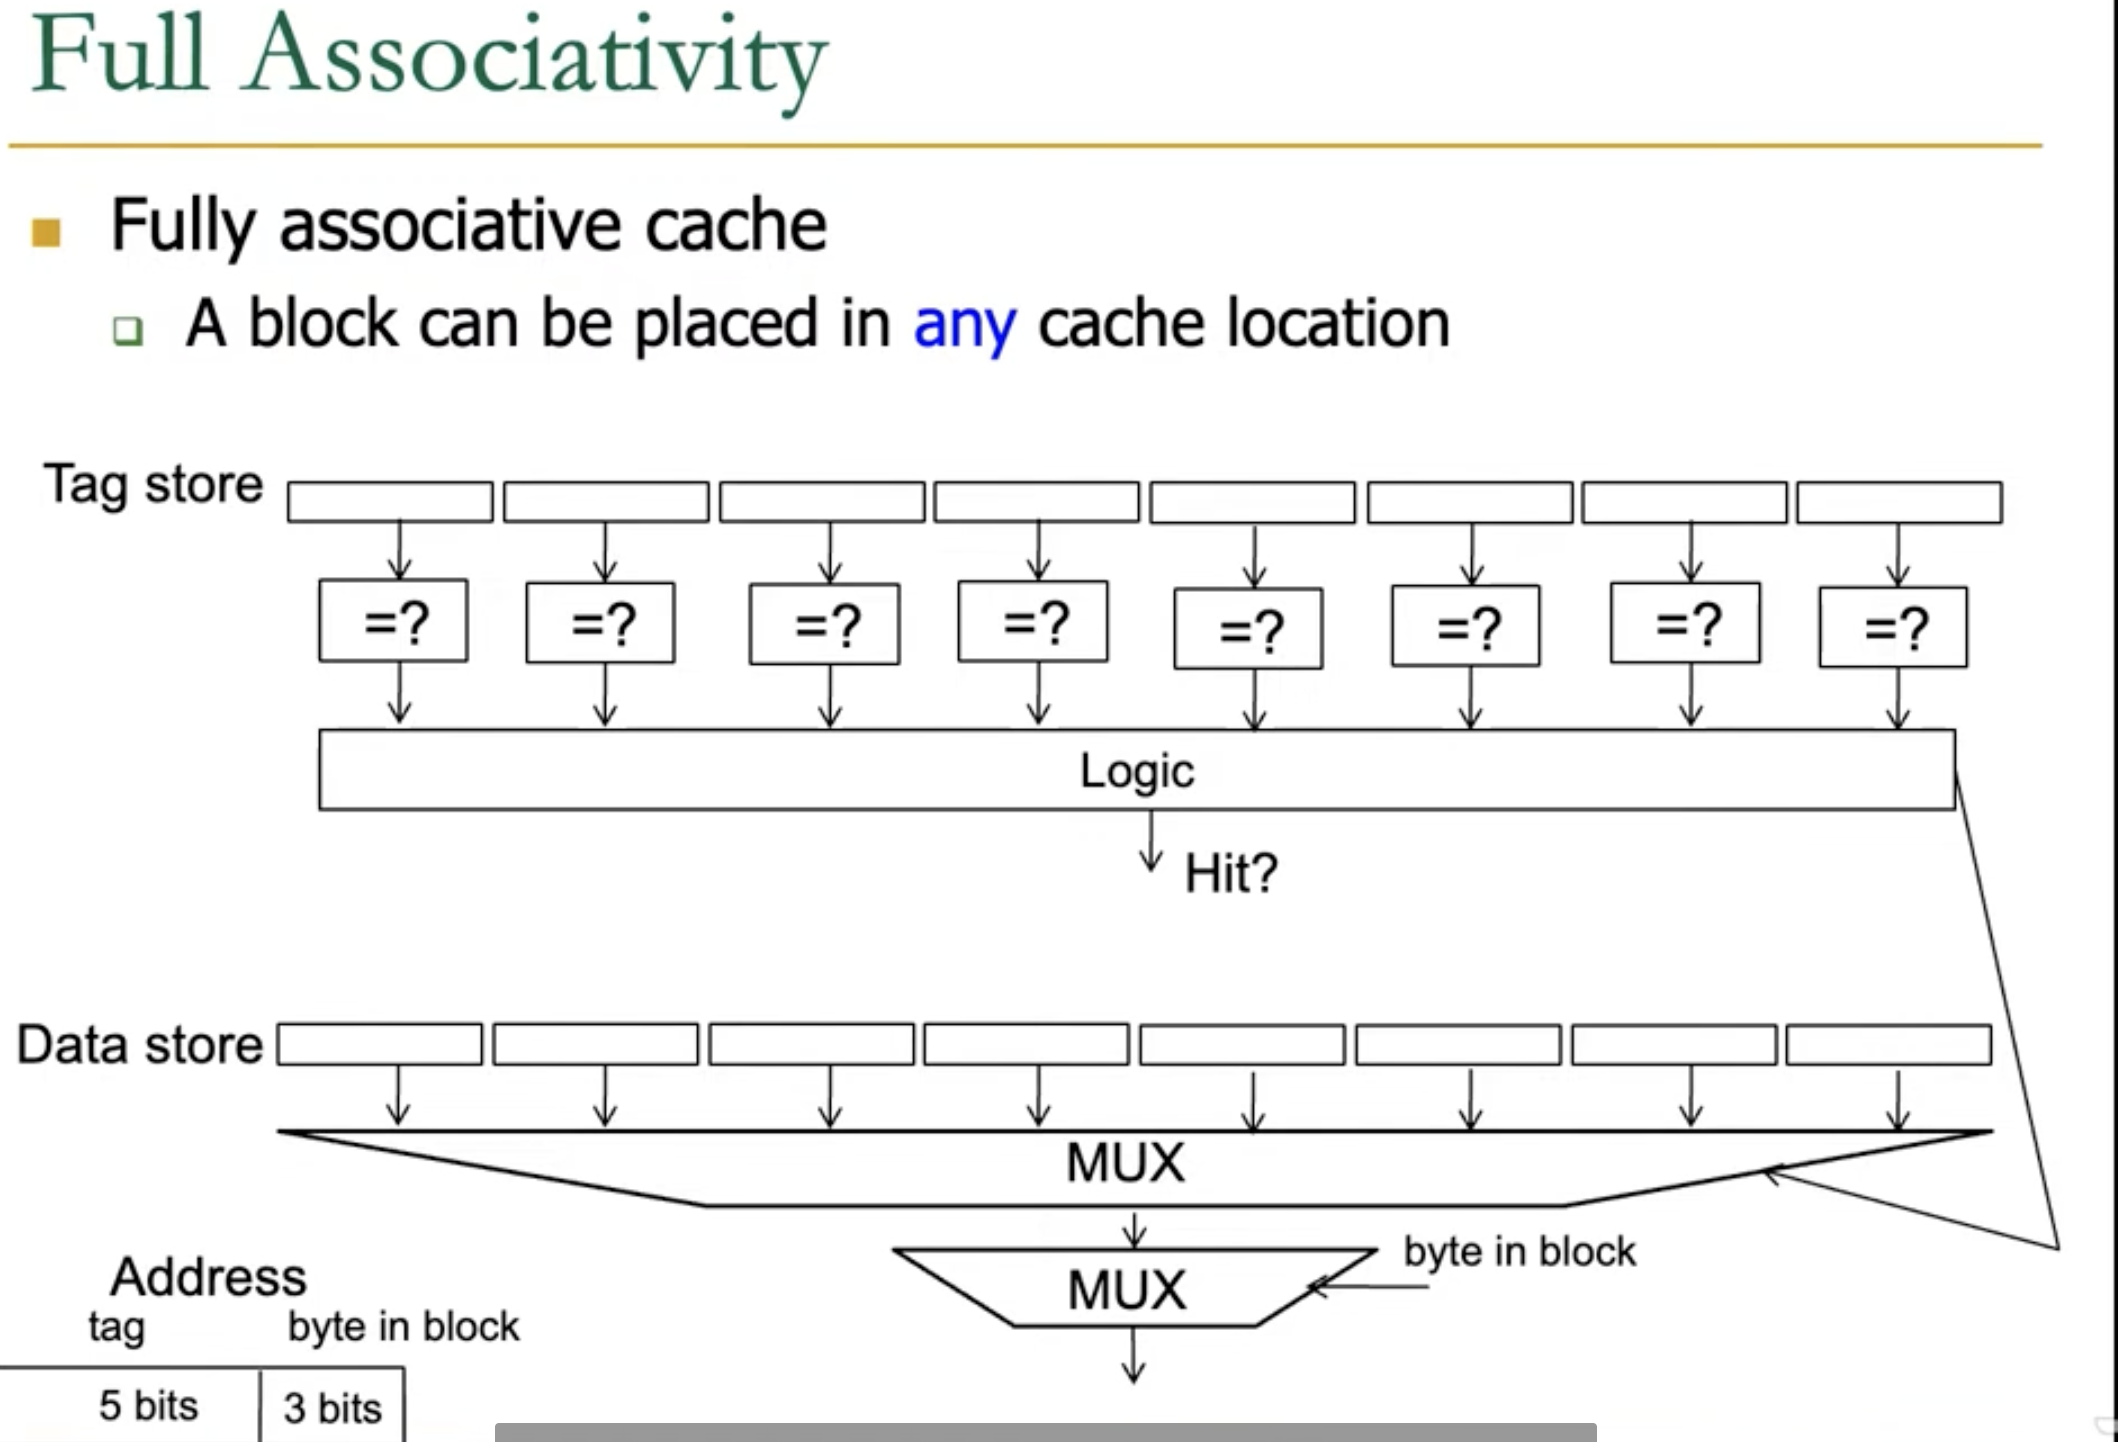 Full Associativity
Fully associative cache
A block can be placed in any cache location
Tag store
=? =? =? =? =? =? =? =?
Logic
Hit?
Data store
MUX
byte in block
MUX
Address
tag byte in block
5 bits 3 bits